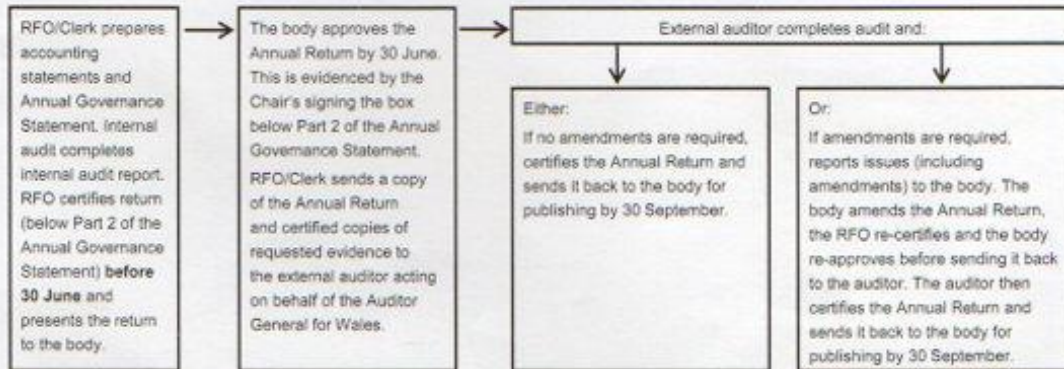 RFO/Clerk prepares
accounting
statements and
Annual Governance
Statement. Internal
audit completes
internal audit report.
RFO certifies return
(below Part 2 of the
Annual Governance
Statement) before
30 June and
presents the return
to the body.
The body approves the
Annual Return by 30 June.
This is evidenced by the
Chair's signing the box
below Part 2 of the Annual
Governance Statement.
RFO/Clerk sends a copy
of the Annual Return
and certified copies of
requested evidence to
the external auditor acting
on behalf of the Auditor
General for Wales.
External auditor completes audit and:
Either:
If no amendments are required,
certifies the Annual Return and
sends it back to the body for
publishing by 30 September.
Or:
If amendments are required,
reports issues (including
amendments) to the body. The
body amends the Annual Return,
the RFO re-certifies and the body
re-approves before sending it back
to the auditor. The auditor then
certifies the Annual Return and
sends it back to the body for
publishing by 30 September.